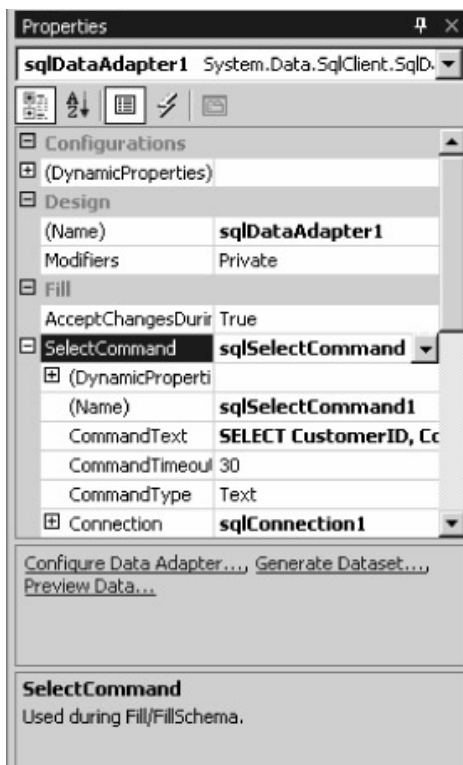 Properties
sqlDataAdapter1 System.Data.SqlClient.SqlD
Configurations
(DynamicProperties)
Design
(Name) sqlDataAdapter1
Modifiers Private
Fill
AcceptChangesDurir True
SelectCommand sqlSelectCommand
(DynamicProperti
(Name) sqlSelectCommand1
CommandText SELECT CustomerID, Co
CommandTimeout 30
CommandType Text
Connection sqlConnection1
Configure Data Adapter..., Generate Dataset...,
Preview Data...
SelectCommand
Used during Fill/FillSchema.